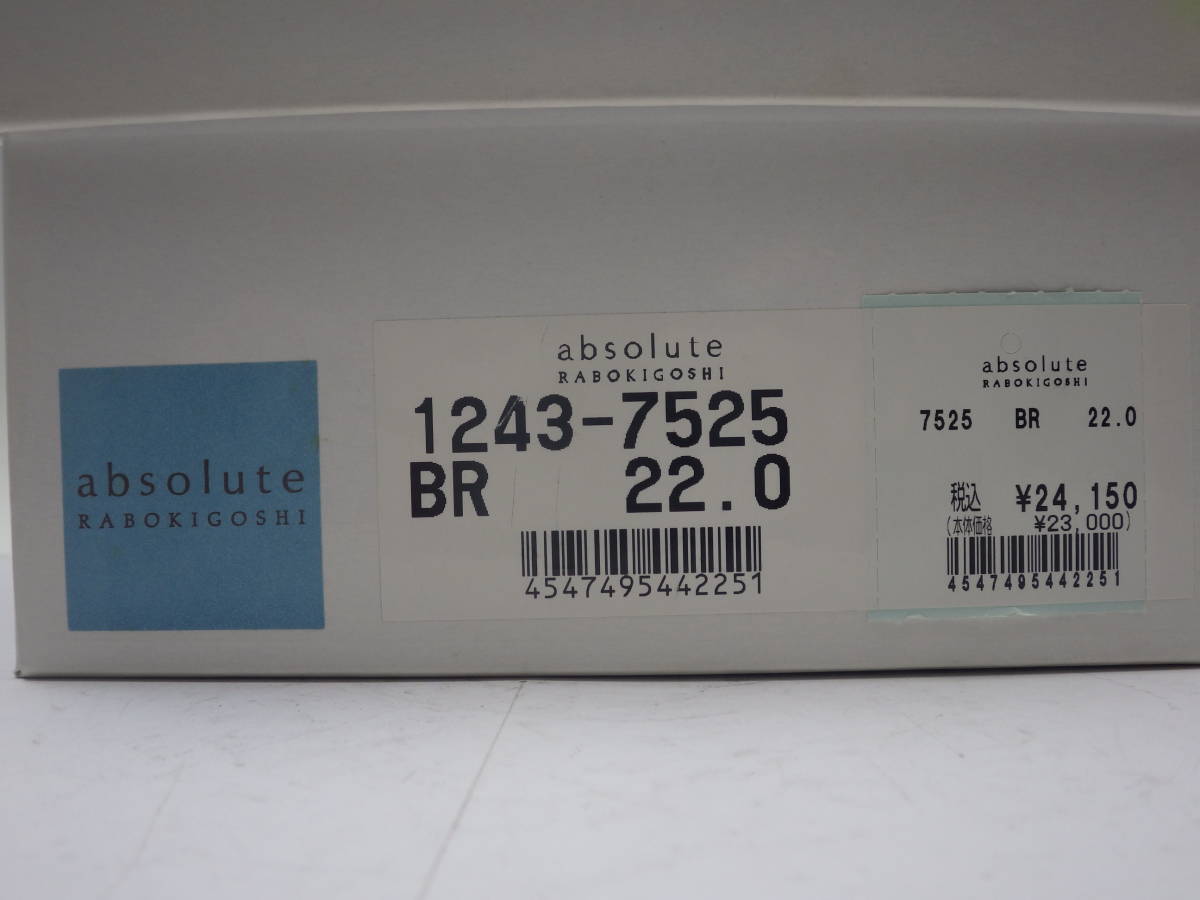 absolute
RABOKIGOSHI
absolute
RABOKIGOSHI
1243-7525
BR 22.0
4547495442251
absolute
RABOKIGOSHI
7525 BR 22.0
税込 ¥24,150
(本体価格 ¥23,000)
4547495442251